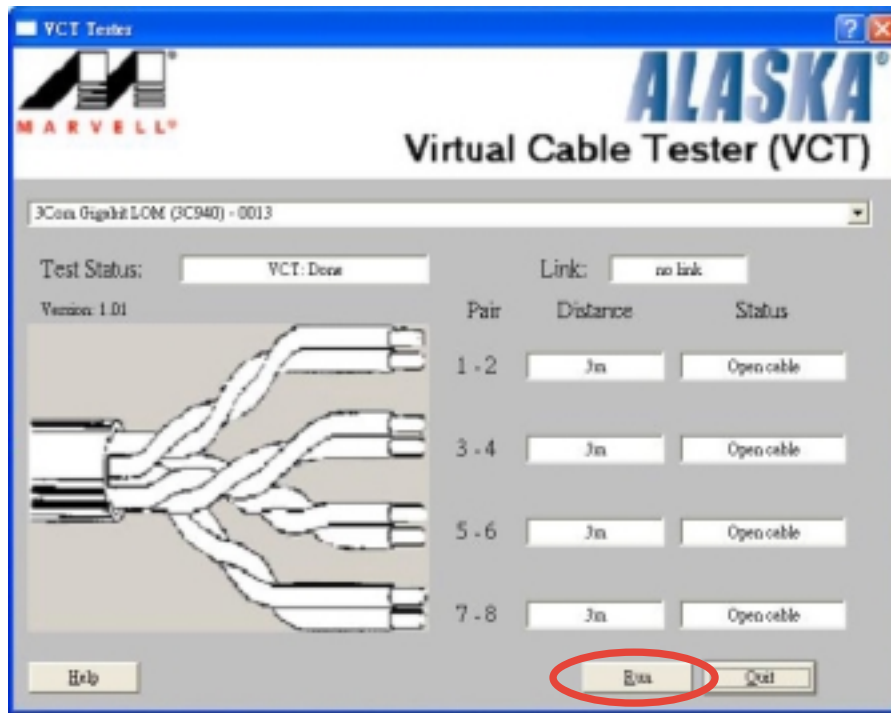 VCT Tester
MARVELL®
ALASKA®
Virtual Cable Tester (VCT)
3Com Gigabit LOM (3C940) - 0013
Test Status: VCT: Done Link: no link
Version: 1.01
Pair Distance Status
1 - 2 3m Open cable
3 - 4 3m Open cable
5 - 6 3m Open cable
7 - 8 3m Open cable
Help Run Quit